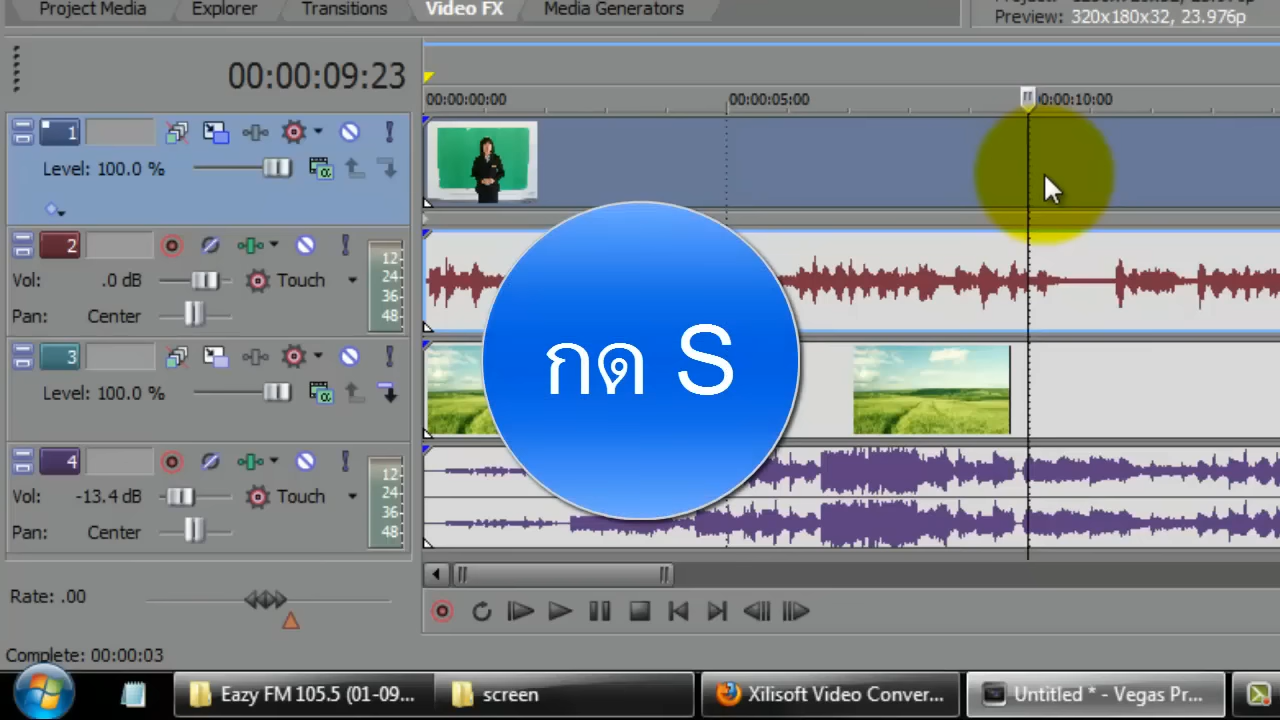 Project Media Explorer Transitions Video FX Media Generators
Preview: 320x180x32, 23.976p
00:00:09;23
00:00:00;00 00:00:05;00 00:00:10;00
1
Level: 100.0 %
2
Vol: .0 dB Touch
Pan: Center
12
24
36
48
กด S
3
Level: 100.0 %
4
Vol: -13.4 dB Touch
Pan: Center
12
24
36
48
Rate: .00
Complete: 00:00:03
Eazy FM 105.5 (01-09... screen Xilisoft Video Conver... Untitled * - Vegas Pr...